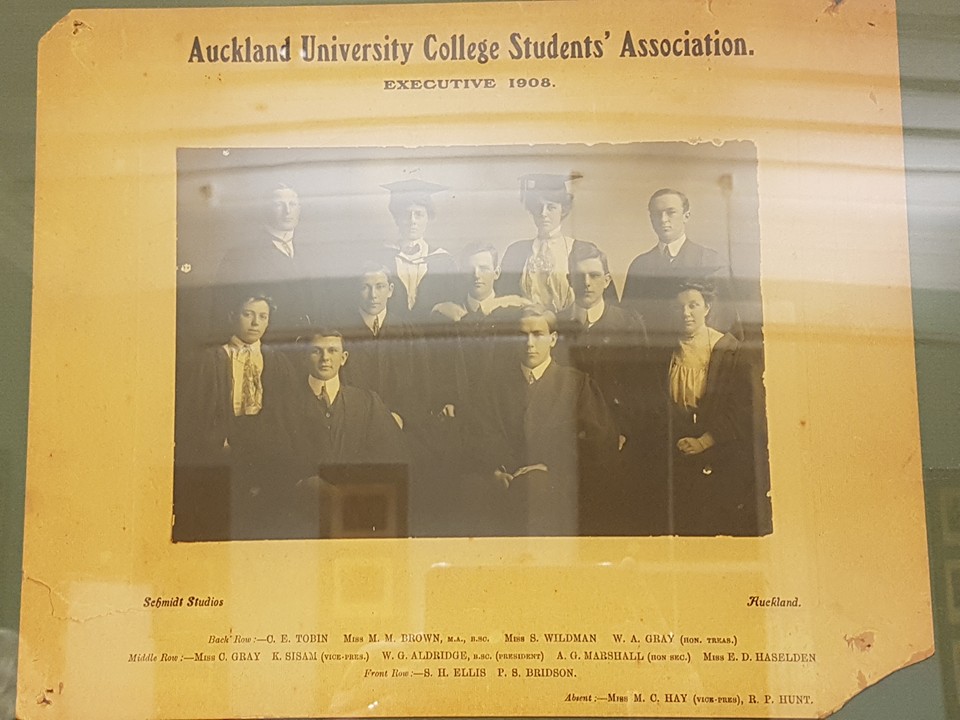 Auckland University College Students' Association.
EXECUTIVE 1908.
Schmidt Studios Auckland.
Back Row:—C. E. TOBIN Miss M. M. BROWN, M.A., B.SC. Miss S. WILDMAN W. A. GRAY (HON. TREAS.)
Middle Row:—Miss C. GRAY K. SISAM (VICE-PRES.) W. G. ALDRIDGE, B.SC. (PRESIDENT) A. G. MARSHALL (HON SEC.) Miss E. D. HASELDEN
Front Row:—S. H. ELLIS P. S. BRIDSON.
Absent:—Miss M. C. HAY (VICE-PRES), R. P. HUNT.